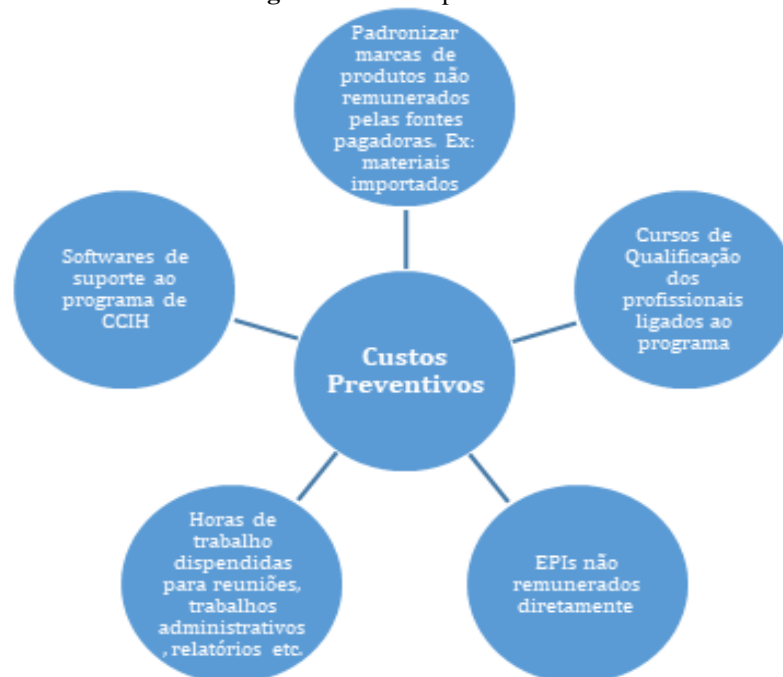 Padronizar
marcas de
produtos não
remunerados
pelas fontes
pagadoras. Ex:
materiais
importados
Softwares de
suporte ao
programa de
CCIH
Cursos de
Qualificação
dos
profissionais
ligados ao
programa
Custos
Preventivos
Horas de
trabalho
dispendidas
para reuniões,
trabalhos
administrativos
, relatórios etc.
EPIs não
remunerados
diretamente